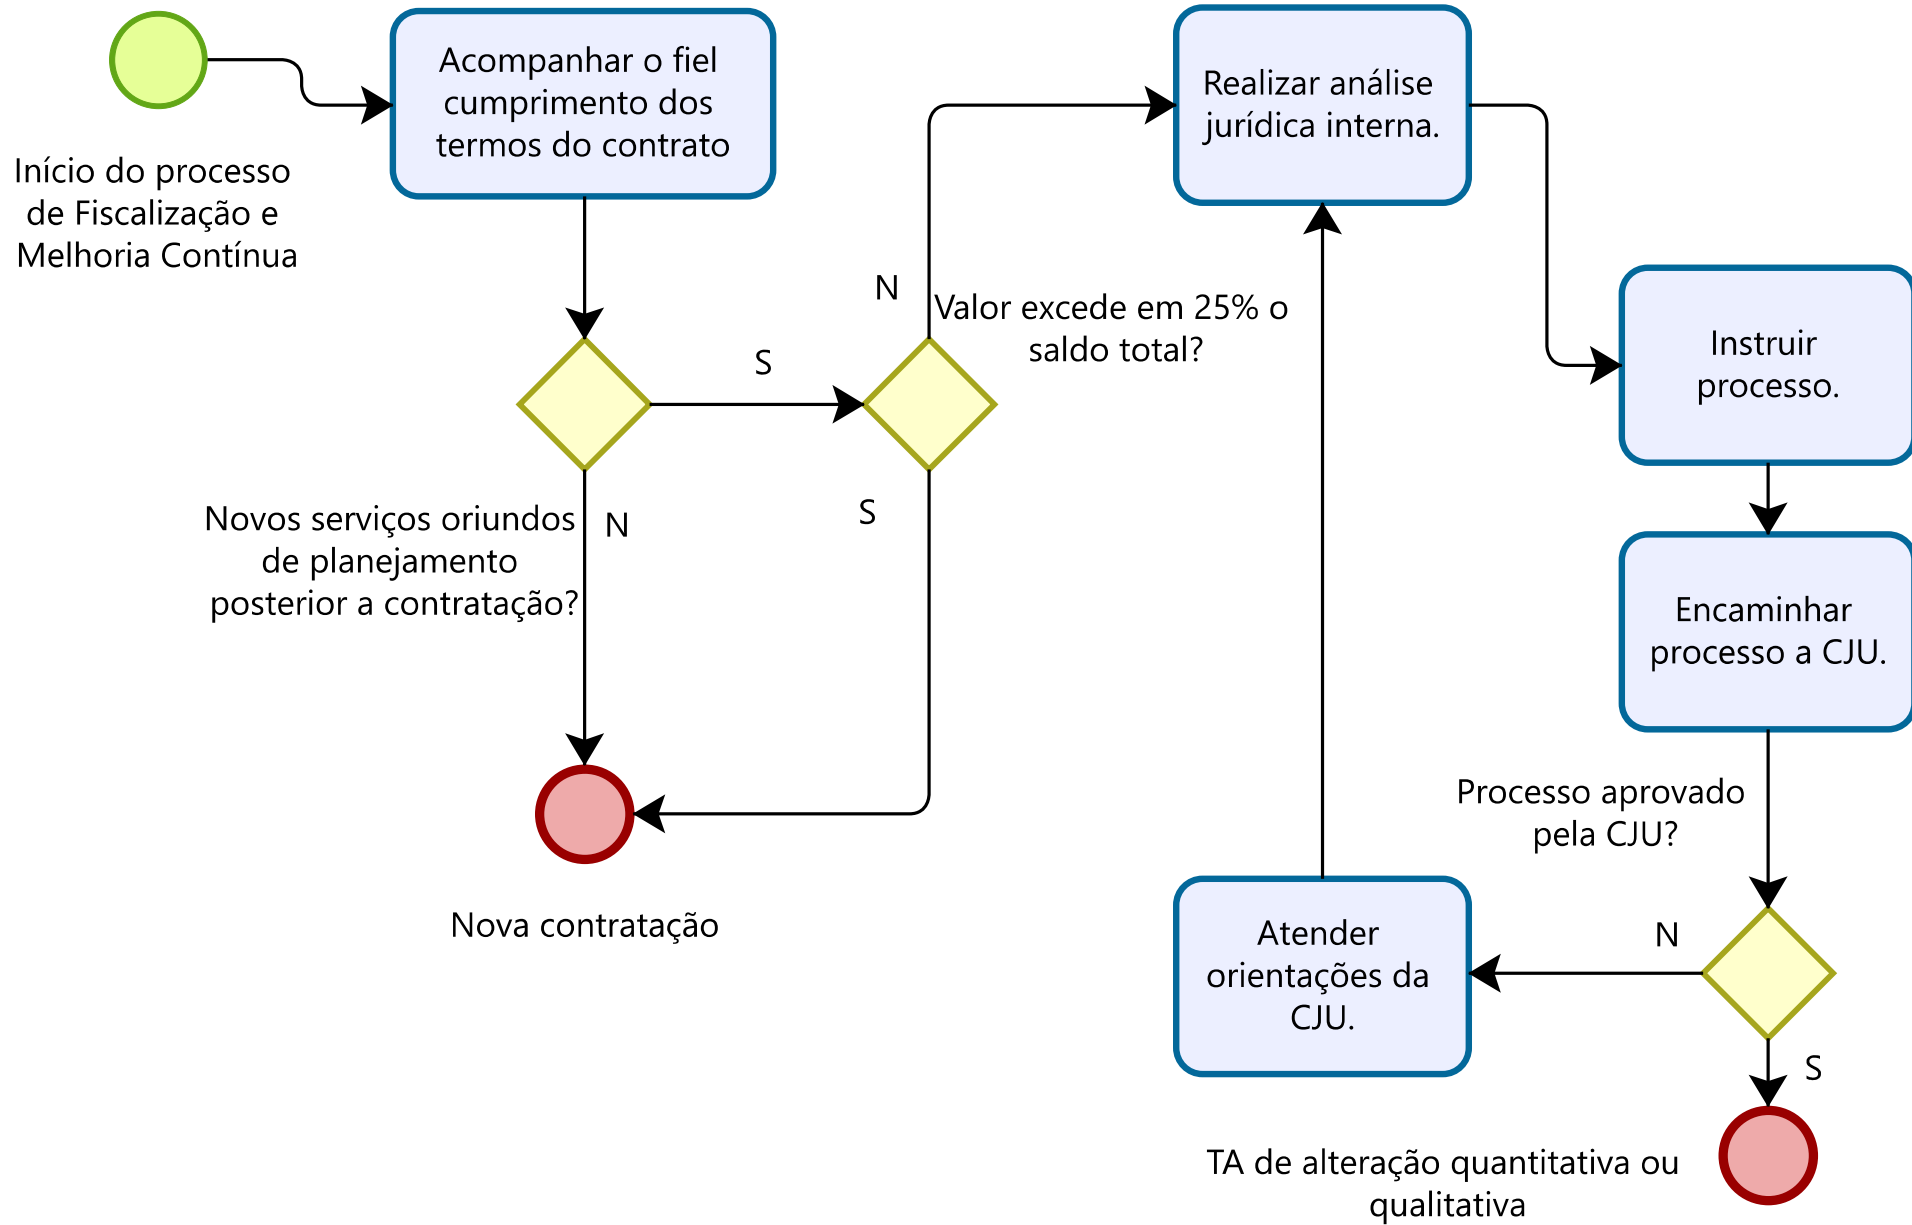 Início do processo
de Fiscalização e
Melhoria Contínua
Acompanhar o fiel
cumprimento dos
termos do contrato
Novos serviços oriundos
de planejamento
posterior a contratação?
N
S
Nova contratação
Valor excede em 25% o
saldo total?
N
S
Realizar análise
jurídica interna.
Instruir
processo.
Encaminhar
processo a CJU.
Processo aprovado
pela CJU?
N
S
Atender
orientações da
CJU.
TA de alteração quantitativa ou
qualitativa